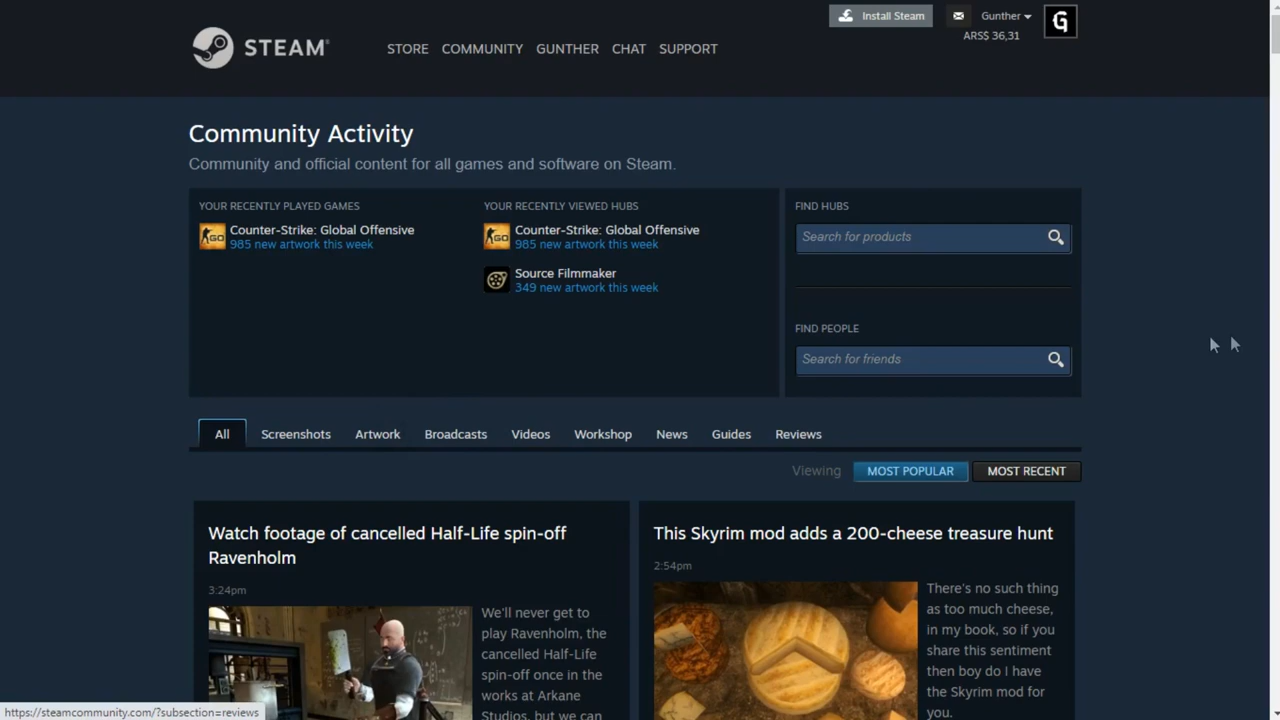 Install Steam
Gunther
ARS$ 36,31
STEAM®
STORE COMMUNITY GUNTHER CHAT SUPPORT
Community Activity
Community and official content for all games and software on Steam.
YOUR RECENTLY PLAYED GAMES
Counter-Strike: Global Offensive
985 new artwork this week
YOUR RECENTLY VIEWED HUBS
Counter-Strike: Global Offensive
985 new artwork this week
Source Filmmaker
349 new artwork this week
FIND HUBS
Search for products
FIND PEOPLE
Search for friends
All Screenshots Artwork Broadcasts Videos Workshop News Guides Reviews
Viewing MOST POPULAR MOST RECENT
Watch footage of cancelled Half-Life spin-off
Ravenholm
3:24pm
We'll never get to
play Ravenholm, the
cancelled Half-Life
spin-off once in the
works at Arkane
Studios, but we can
This Skyrim mod adds a 200-cheese treasure hunt
2:54pm
There's no such thing
as too much cheese,
in my book, so if you
share this sentiment
then boy do I have
the Skyrim mod for
you.
https://steamcommunity.com/?subsection=reviews